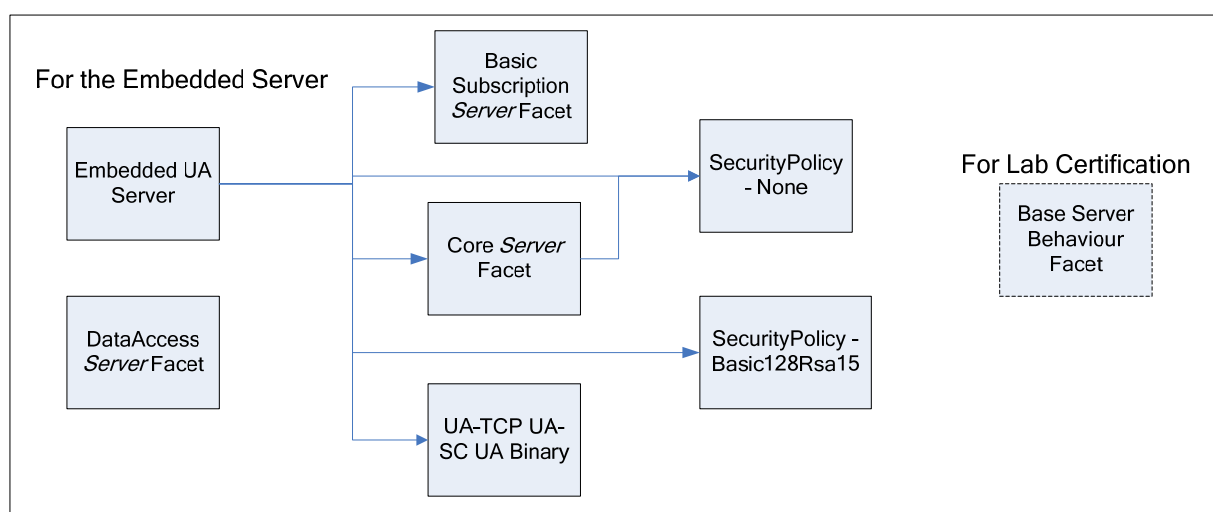 For the Embedded Server
Basic
Subscription
Server Facet
Embedded UA
Server
SecurityPolicy
- None
For Lab Certification
Base Server
Behaviour
Facet
Core Server
Facet
DataAccess
Server Facet
SecurityPolicy -
Basic128Rsa15
UA-TCP UA-
SC UA Binary